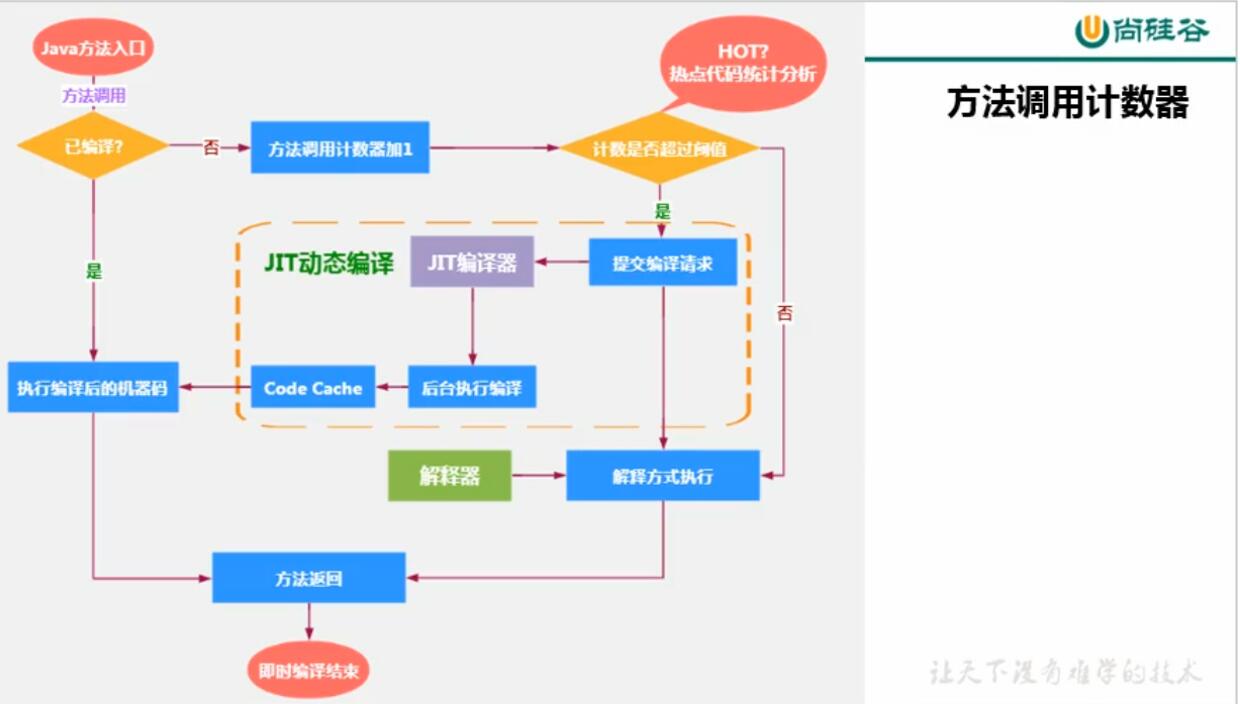 尚硅谷
方法调用计数器
Java方法入口
方法调用
HOT?
热点代码统计分析
已编译?
否
方法调用计数器加1
计数是否超过阈值
是
JIT动态编译
JIT编译器
提交编译请求
是
否
执行编译后的机器码
Code Cache
后台执行编译
解释器
解释方式执行
方法返回
即时编译结束
让天下没有难学的技术